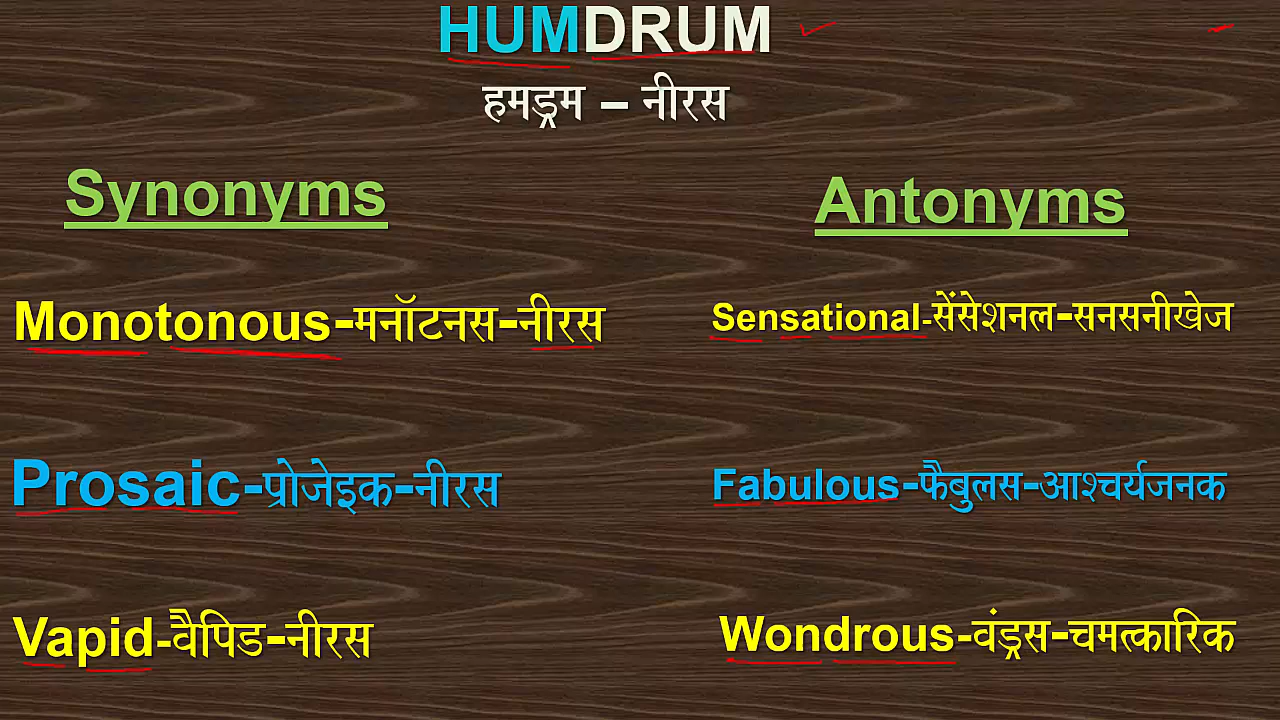 HUMDRUM
हमड्रम – नीरस
Synonyms
Antonyms
Monotonous-मनॉटनस-नीरस
Sensational-सेंसेशनल-सनसनीखेज
Prosaic-प्रोजेइक-नीरस
Fabulous-फैबुलस-आश्चर्यजनक
Vapid-वैपिड-नीरस
Wondrous-वंड्रस-चमत्कारिक